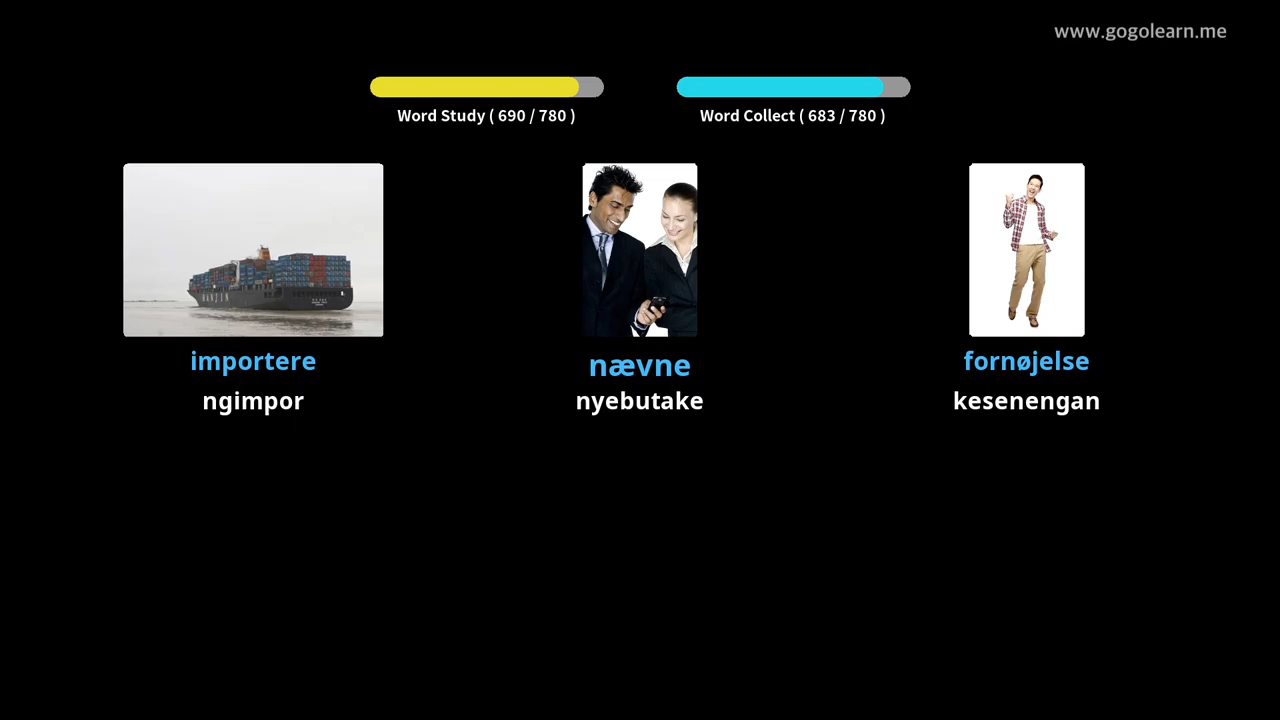 www.gogolearn.me
Word Study ( 690 / 780 )
Word Collect ( 683 / 780 )
importere
nævne
fornøjelse
ngimpor
nyebutake
kesenengan